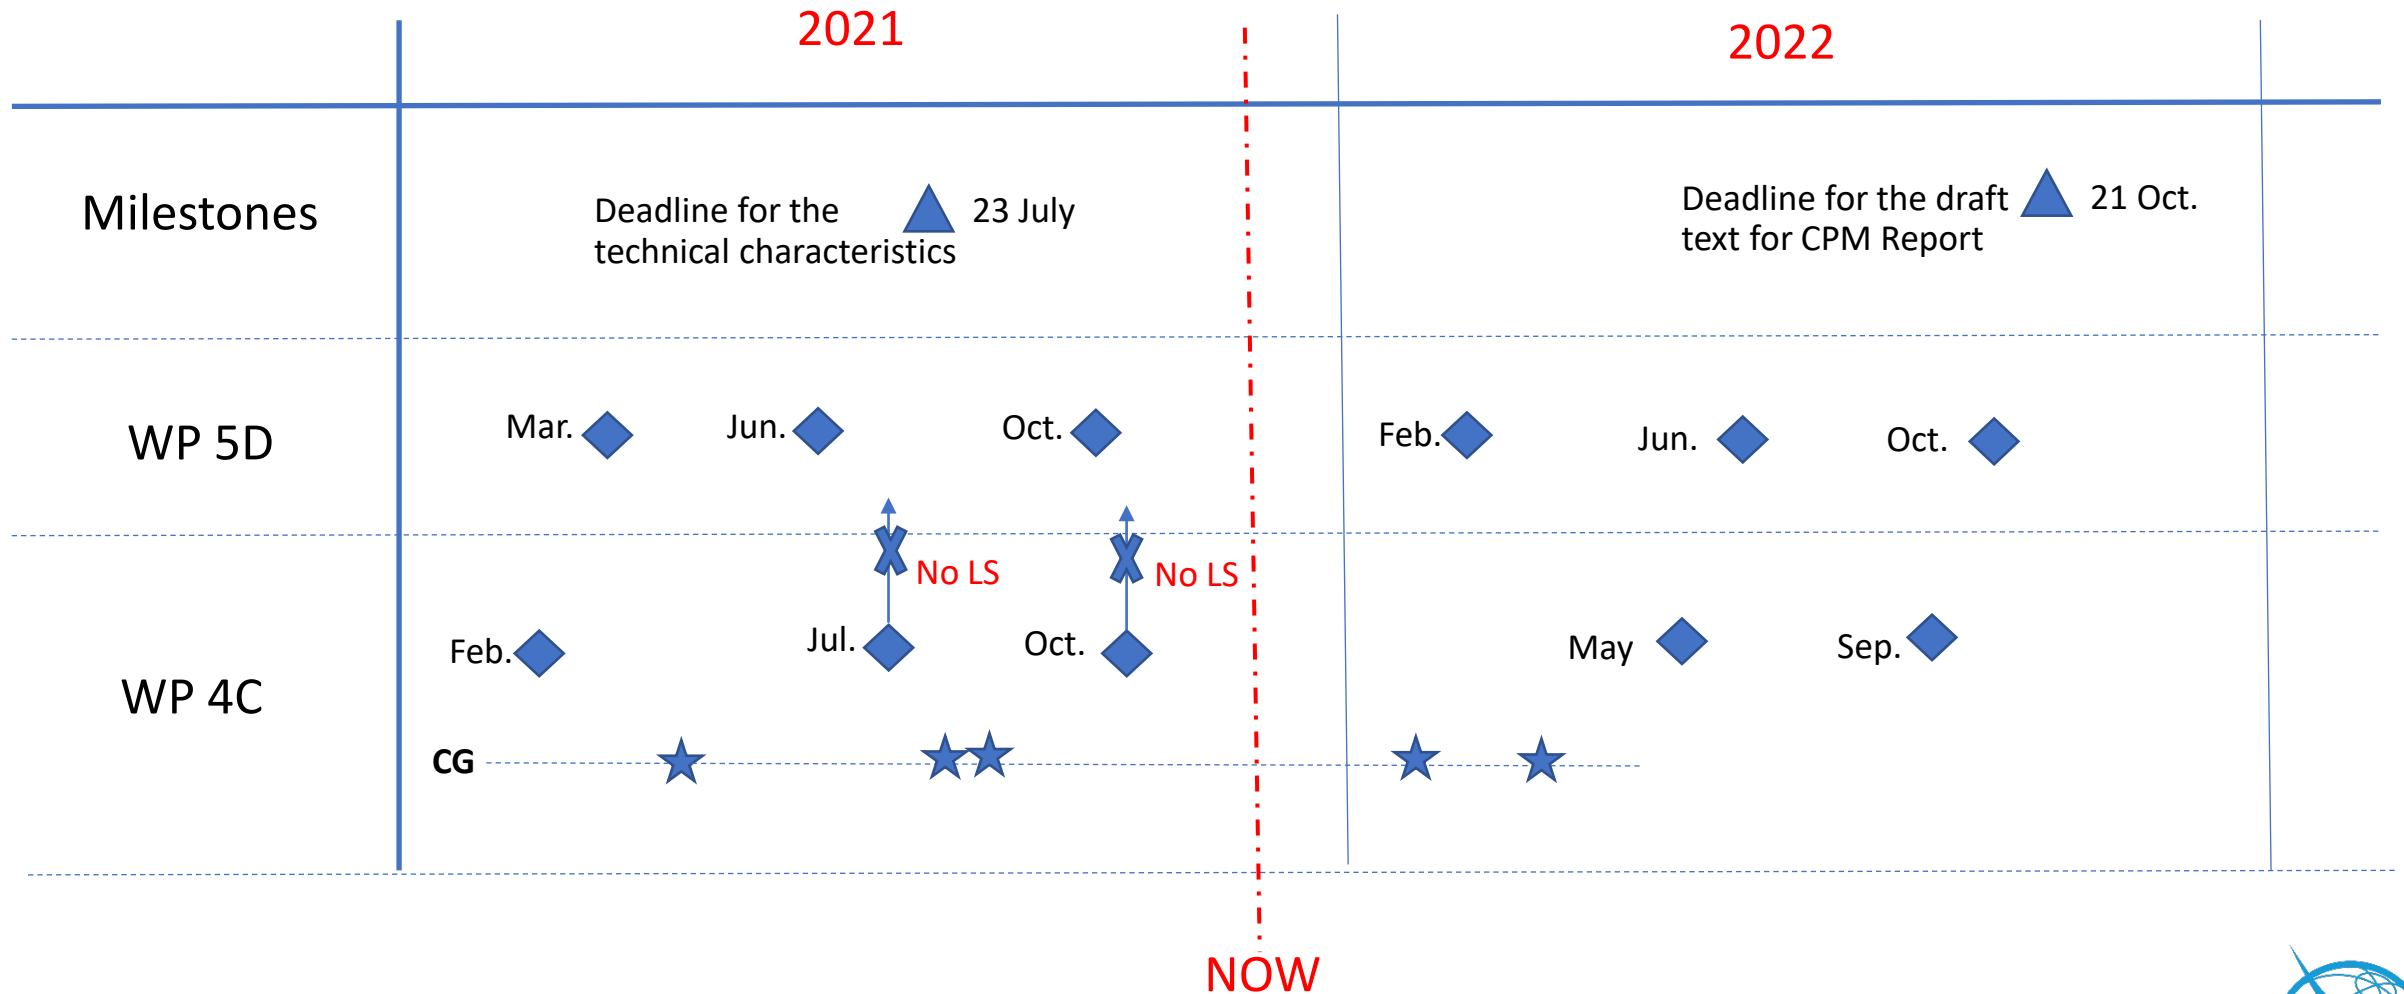 2021
2022
Milestones
Deadline for the
technical characteristics
23 July
Deadline for the draft
text for CPM Report
21 Oct.
WP 5D
Mar.
Jun.
Oct.
Feb.
Jun.
Oct.
No LS
No LS
WP 4C
Feb.
Jul.
Oct.
May
Sep.
CG
NOW